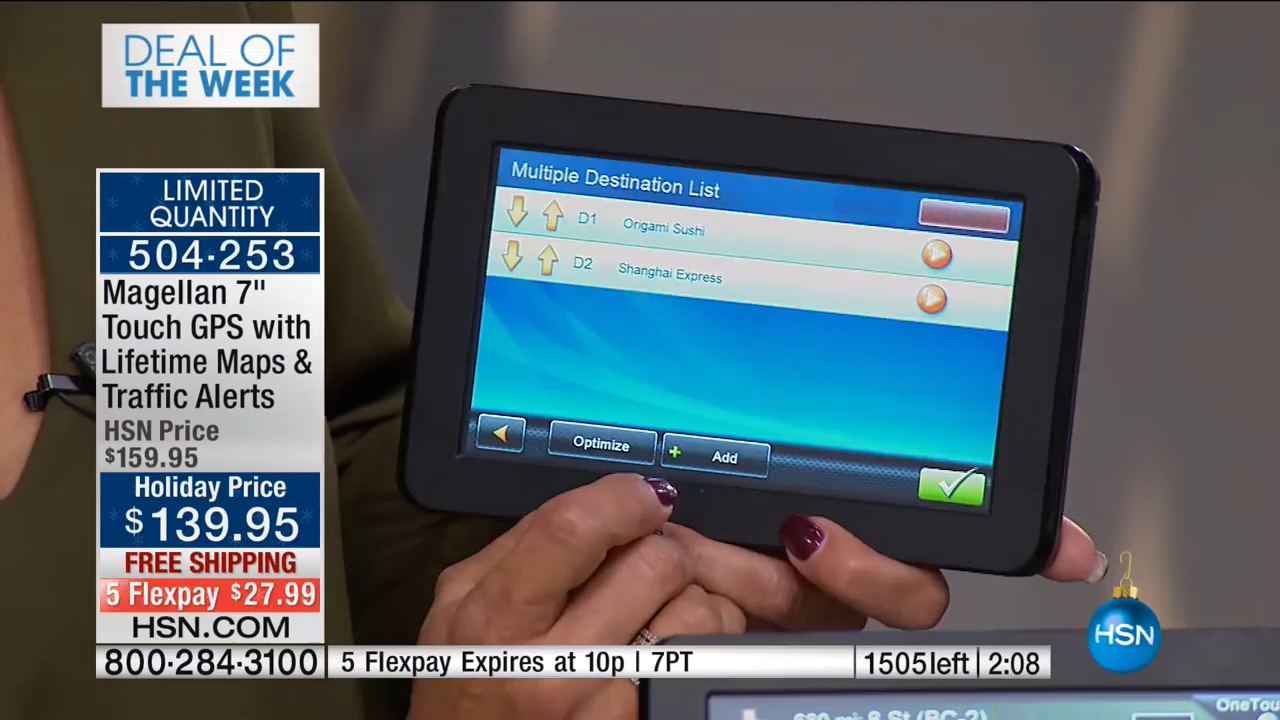 DEAL OF
THE WEEK
LIMITED
QUANTITY
504·253
Magellan 7"
Touch GPS with
Lifetime Maps &
Traffic Alerts
HSN Price
$159.95
Holiday Price
$139.95
FREE SHIPPING
5 Flexpay $27.99
HSN.COM
800·284·3100
5 Flexpay Expires at 10p | 7PT
1505 left
2:08
Multiple Destination List
D1 Origami Sushi
D2 Shanghai Express
Optimize
+ Add
HSN